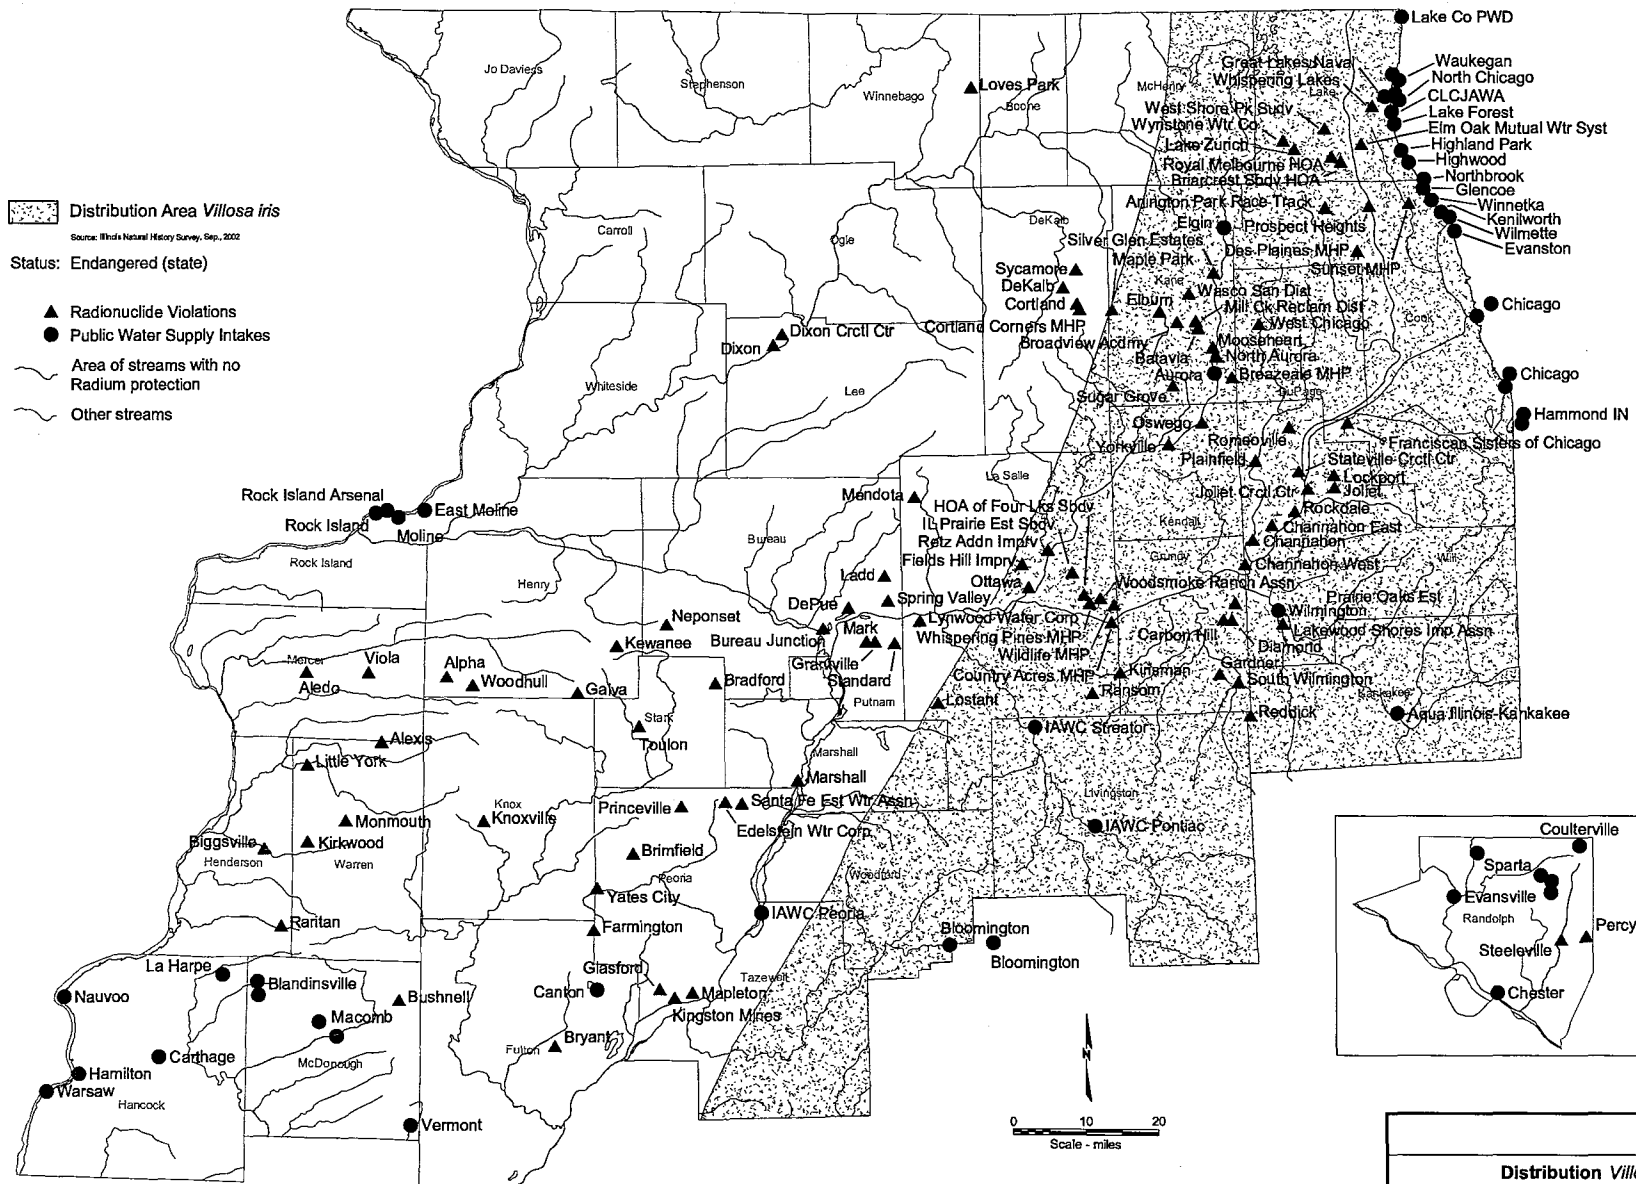 Distribution Area Villosa iris
Source: Illinois Natural History Survey, Sep., 2002
Status: Endangered (state)
Radionuclide Violations
Public Water Supply Intakes
Area of streams with no
Radium protection
Other streams
Lake Co PWD
Jo Daviess
Stephenson
Winnebago
Loves Park
Boone
McHenry
Great Lakes Naval
Whispering Lakes
Lake
Waukegan
North Chicago
CLCJAWA
Lake Forest
West Shore Pk Subdv
Wynstone Wtr Co
Elm Oak Mutual Wtr Syst
Lake Zurich
Highland Park
Royal Melbourne HOA
Highwood
Briarcrest Sbdv HOA
Northbrook
Glencoe
Arlington Park Race Track
Winnetka
Elgin
Prospect Heights
Kenilworth
Wilmette
Evanston
Carroll
Ogle
DeKalb
Silver Glen Estates
Des Plaines MHP
Maple Park
Sunset MHP
Sycamore
Kane
DeKalb
Wasco San Dist
Cortland
Elburn
Mill Ck Reclam Dist
Chicago
Cortland Corners MHP
West Chicago
Cook
Dixon Crctl Ctr
Dixon
Broadview Acdmy
Mooseheart
Batavia
North Aurora
Aurora
Breazeale MHP
Chicago
Whiteside
Lee
Sugar Grove
DuPage
Hammond IN
Oswego
Yorkville
Romeoville
Franciscan Sisters of Chicago
Plainfield
Stateville Crctl Ctr
La Salle
Lockport
Joliet Crctl Ctr
Joliet
Rock Island Arsenal
East Moline
Rock Island
Moline
Mendota
HOA of Four Lks Sbdv
IL Prairie Est Sbdv
Kendall
Rockdale
Channahon East
Bureau
Retz Addn Imprv
Channahon
Fields Hill Imprv
Grundy
Channahon West
Will
Rock Island
Henry
Ladd
Ottawa
Woodsmoke Ranch Assn
DePue
Spring Valley
Prairie Oaks Est
Wilmington
Neponset
Bureau Junction
Mark
Lynwood Water Corp
Lakewood Shores Imp Assn
Kewanee
Whispering Pines MHP
Carbon Hill
Diamond
Granville
Wildlife MHP
Mercer
Viola
Alpha
Standard
Country Acres MHP
Kinsman
Gardner
Aledo
Woodhull
Galva
Bradford
Putnam
Ransom
South Wilmington
Kankakee
Lostant
Reddick
Aqua Illinois-Kankakee
Stark
Toulon
IAWC Streator
Alexis
Marshall
Little York
Marshall
Livingston
Knox
Knoxville
Princeville
Santa Fe Est Wtr Assn
Edelstein Wtr Corp
Monmouth
IAWC Pontiac
Biggsville
Kirkwood
Henderson
Warren
Brimfield
Peoria
Woodford
Yates City
Raritan
IAWC Peoria
Farmington
Bloomington
Bloomington
La Harpe
Glasford
Tazewell
Nauvoo
Blandinsville
Bushnell
Canton
Mapleton
Kingston Mines
Macomb
Bryant
Carthage
McDonough
Fulton
Hamilton
Warsaw
Hancock
Vermont
Coulterville
Sparta
Evansville
Randolph
Percy
Steeleville
Chester
N
0 10 20
Scale - miles